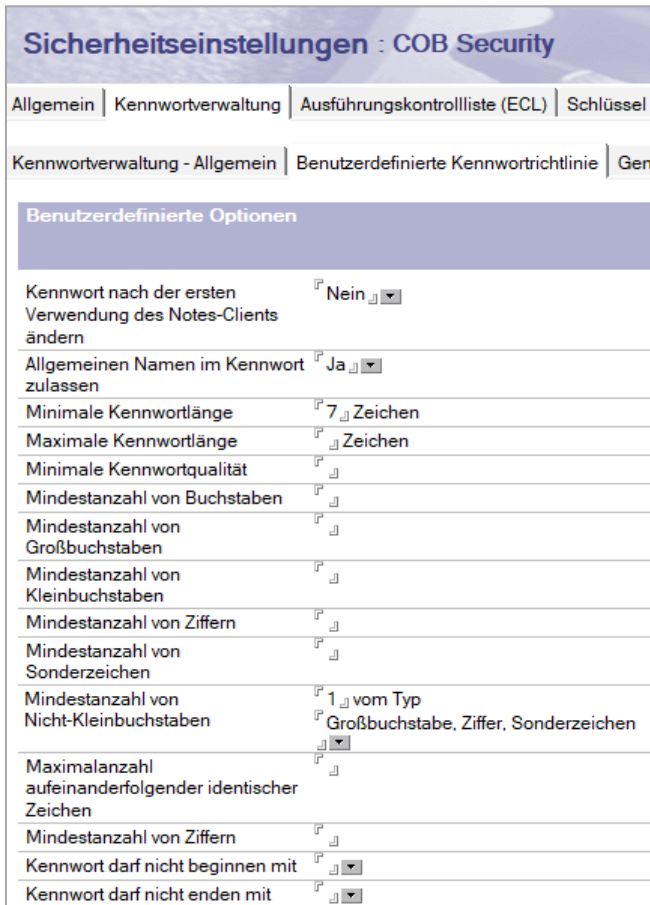 Sicherheitseinstellungen : COB Security
Allgemein Kennwortverwaltung Ausführungskontrollliste (ECL) Schlüssel
Kennwortverwaltung - Allgemein Benutzerdefinierte Kennwortrichtlinie Gen
Benutzerdefinierte Optionen
Kennwort nach der ersten Nein
Verwendung des Notes-Clients
ändern
Allgemeinen Namen im Kennwort Ja
zulassen
Minimale Kennwortlänge 7 Zeichen
Maximale Kennwortlänge Zeichen
Minimale Kennwortqualität
Mindestanzahl von Buchstaben
Mindestanzahl von
Großbuchstaben
Mindestanzahl von
Kleinbuchstaben
Mindestanzahl von Ziffern
Mindestanzahl von
Sonderzeichen
Mindestanzahl von 1 vom Typ
Nicht-Kleinbuchstaben Großbuchstabe, Ziffer, Sonderzeichen
Maximalanzahl
aufeinanderfolgender identischer
Zeichen
Mindestanzahl von Ziffern
Kennwort darf nicht beginnen mit
Kennwort darf nicht enden mit